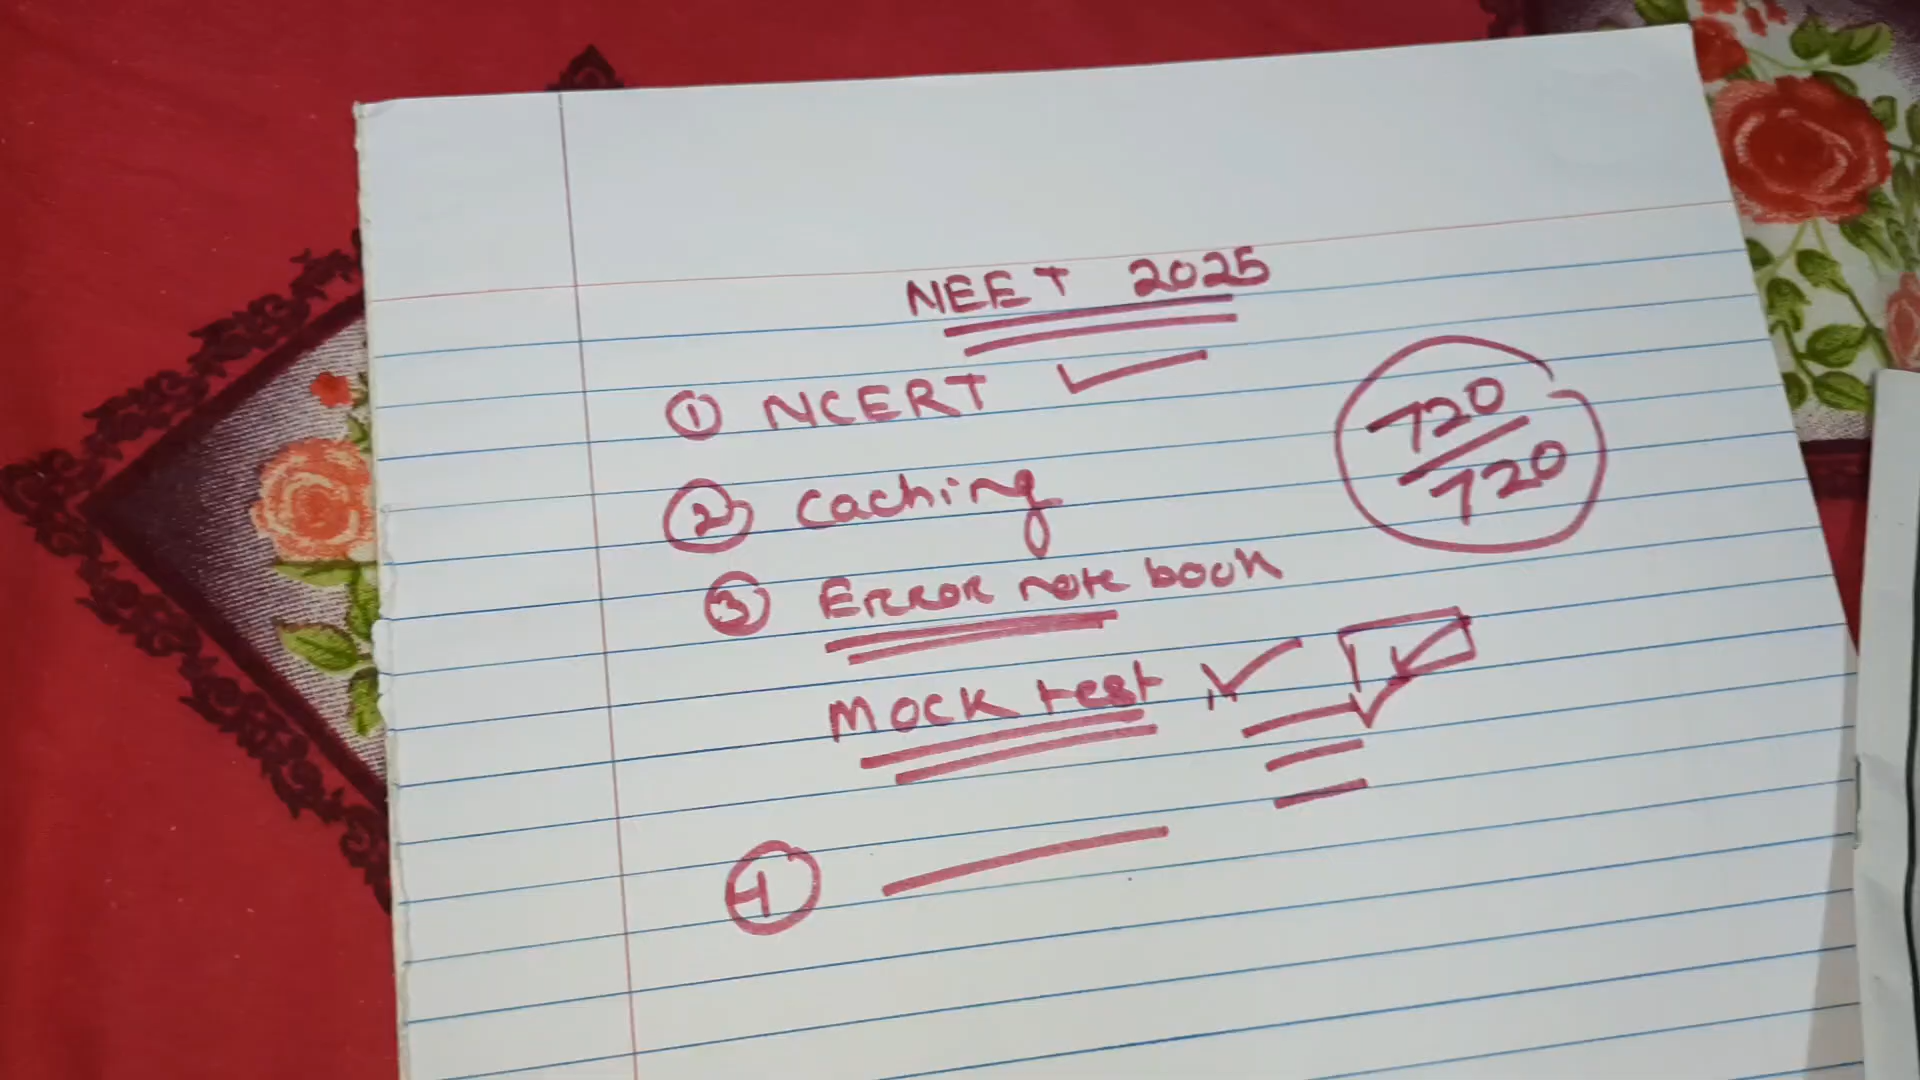 NEET 2025
① NCERT ✓
720/720
② Caching
③ Error note book
Mock test ✓
④